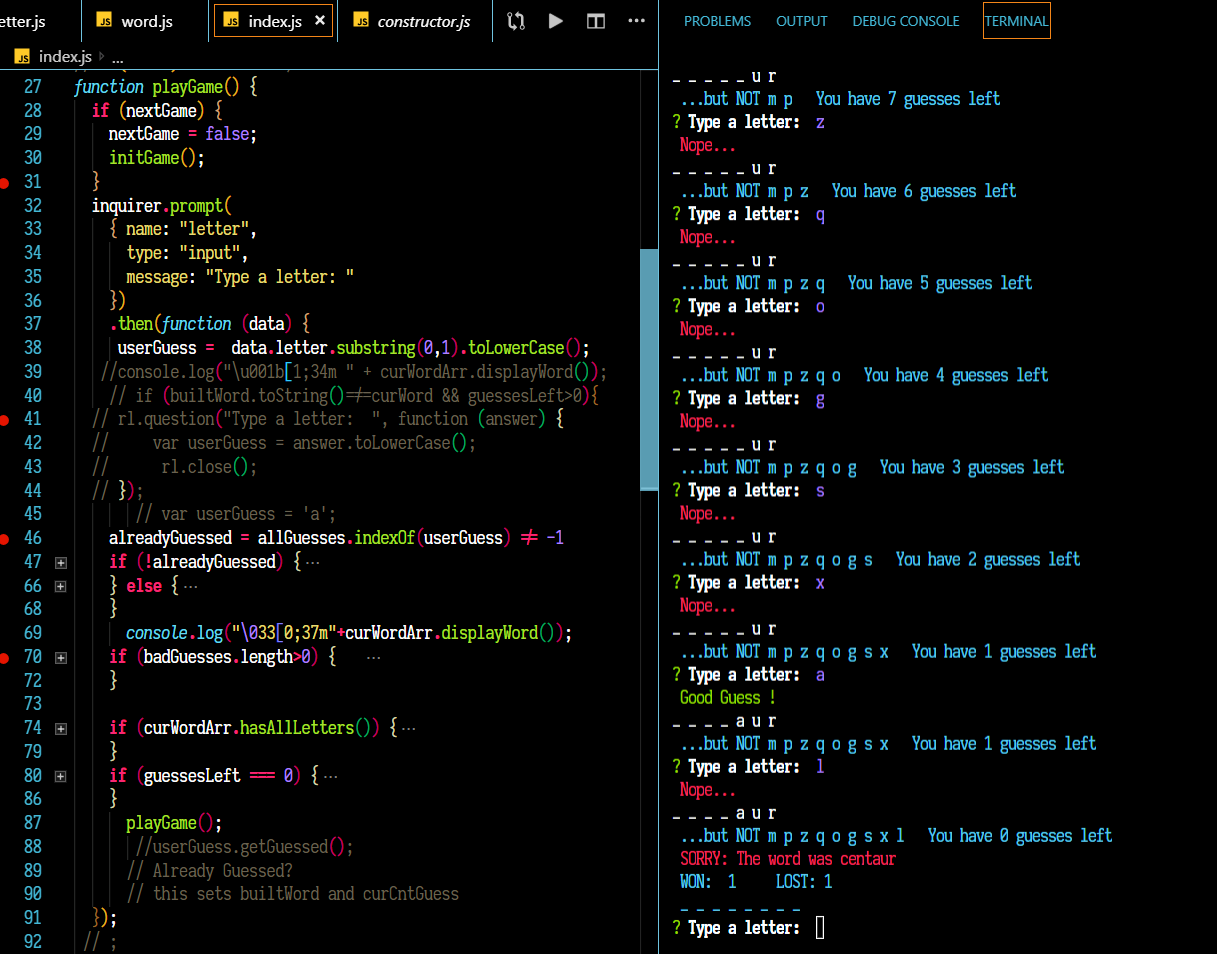 etter.js
JS word.js
JS index.js ×
JS constructor.js
JS index.js › ...
27 function playGame() {
28 if (nextGame) {
29 nextGame = false;
30 initGame();
31 }
32 inquirer.prompt(
33 { name: "letter",
34 type: "input",
35 message: "Type a letter: "
36 })
37 .then(function (data) {
38 userGuess = data.letter.substring(0,1).toLowerCase();
39 //console.log("\u001b[1;34m " + curWordArr.displayWord());
40 // if (builtWord.toString()!==curWord && guessesLeft>0){
41 // rl.question("Type a letter:  ", function (answer) {
42 // var userGuess = answer.toLowerCase();
43 // rl.close();
44 // });
45 // var userGuess = 'a';
46 alreadyGuessed = allGuesses.indexOf(userGuess) != -1
47 if (!alreadyGuessed) {···
66 } else {···
68 }
69 console.log("\033[0;37m"+curWordArr.displayWord());
70 if (badGuesses.length>0) { ···
72 }
73
74 if (curWordArr.hasAllLetters()) {···
79 }
80 if (guessesLeft === 0) {···
86 }
87 playGame();
88 //userGuess.getGuessed();
89 // Already Guessed?
90 // this sets builtWord and curCntGuess
91 });
92 // ;
PROBLEMS OUTPUT DEBUG CONSOLE TERMINAL
_ _ _ _ _ u r
...but NOT m p You have 7 guesses left
? Type a letter: z
Nope...
_ _ _ _ _ u r
...but NOT m p z You have 6 guesses left
? Type a letter: q
Nope...
_ _ _ _ _ u r
...but NOT m p z q You have 5 guesses left
? Type a letter: o
Nope...
_ _ _ _ _ u r
...but NOT m p z q o You have 4 guesses left
? Type a letter: g
Nope...
_ _ _ _ _ u r
...but NOT m p z q o g You have 3 guesses left
? Type a letter: s
Nope...
_ _ _ _ _ u r
...but NOT m p z q o g s You have 2 guesses left
? Type a letter: x
Nope...
_ _ _ _ _ u r
...but NOT m p z q o g s x You have 1 guesses left
? Type a letter: a
Good Guess !
_ _ _ _ a u r
...but NOT m p z q o g s x You have 1 guesses left
? Type a letter: l
Nope...
_ _ _ _ a u r
...but NOT m p z q o g s x l You have 0 guesses left
SORRY: The word was centaur
WON: 1 LOST: 1
_ _ _ _ _ _ _ _
? Type a letter: